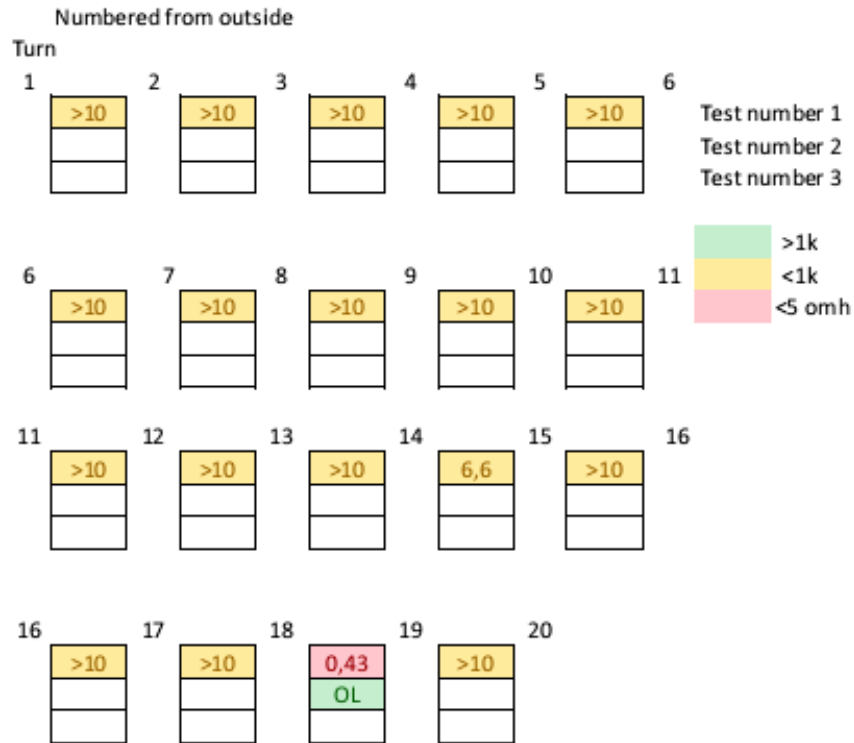 Numbered from outside
Turn
1 2 3 4 5 6
>10 >10 >10 >10 >10
Test number 1
Test number 2
Test number 3
>1k
<1k
<5 omh
6 7 8 9 10 11
>10 >10 >10 >10 >10
11 12 13 14 15 16
>10 >10 >10 6,6 >10
16 17 18 19 20
>10 >10 0,43 >10
OL